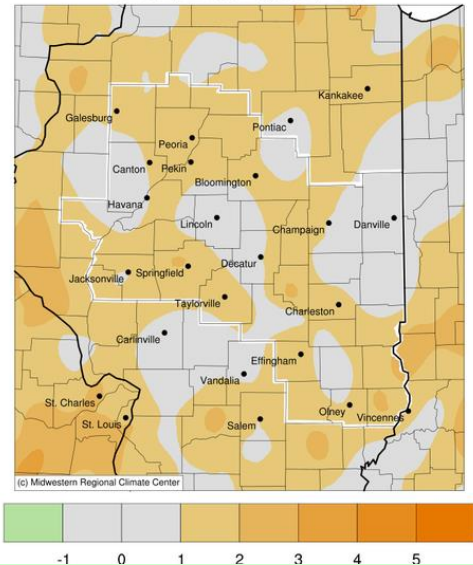 Kankakee
Galesburg
Pontiac
Peoria
Canton
Pekin
Bloomington
Havana
Lincoln
Champaign
Danville
Decatur
Springfield
Jacksonville
Taylorville
Charleston
Carlinville
Effingham
Vandalia
St. Charles
Olney
Vincennes
St. Louis
Salem
(c) Midwestern Regional Climate Center
-1 0 1 2 3 4 5